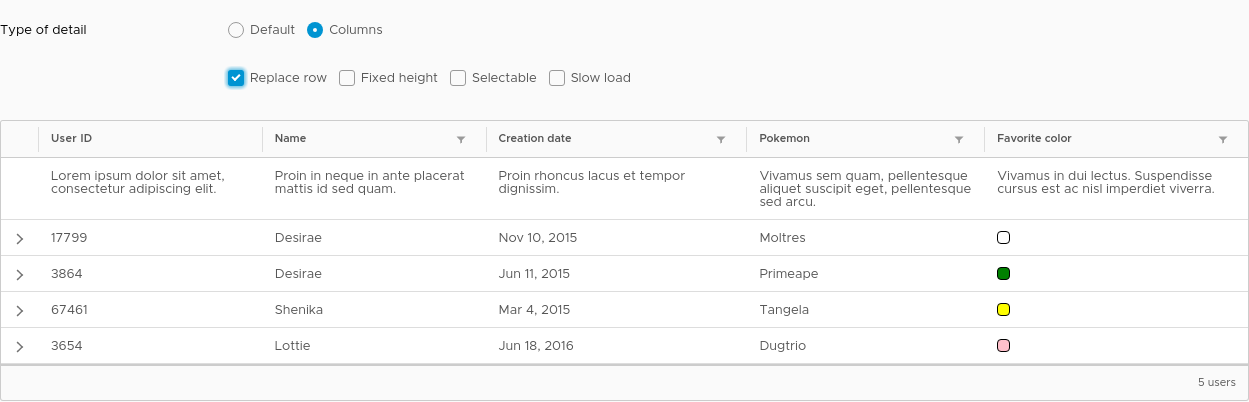 Type of detail Default Columns
Replace row Fixed height Selectable Slow load
User ID Name Creation date Pokemon Favorite color
Lorem ipsum dolor sit amet, Proin in neque in ante placerat Proin rhoncus lacus et tempor Vivamus sem quam, pellentesque Vivamus in dui lectus. Suspendisse
consectetur adipiscing elit. mattis id sed quam. dignissim. aliquet suscipit eget, pellentesque cursus est ac nisl imperdiet viverra.
sed arcu.
17799 Desirae Nov 10, 2015 Moltres
3864 Desirae Jun 11, 2015 Primeape
67461 Shenika Mar 4, 2015 Tangela
3654 Lottie Jun 18, 2016 Dugtrio
5 users